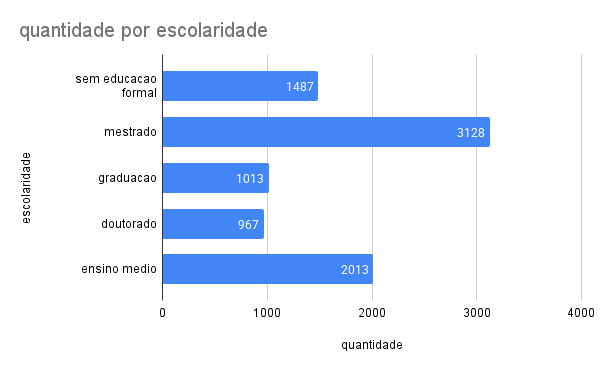 quantidade por escolaridade
sem educacao
formal
1487
mestrado
3128
graduacao
1013
doutorado
967
ensino medio
2013
escolaridade
0
1000
2000
3000
4000
quantidade